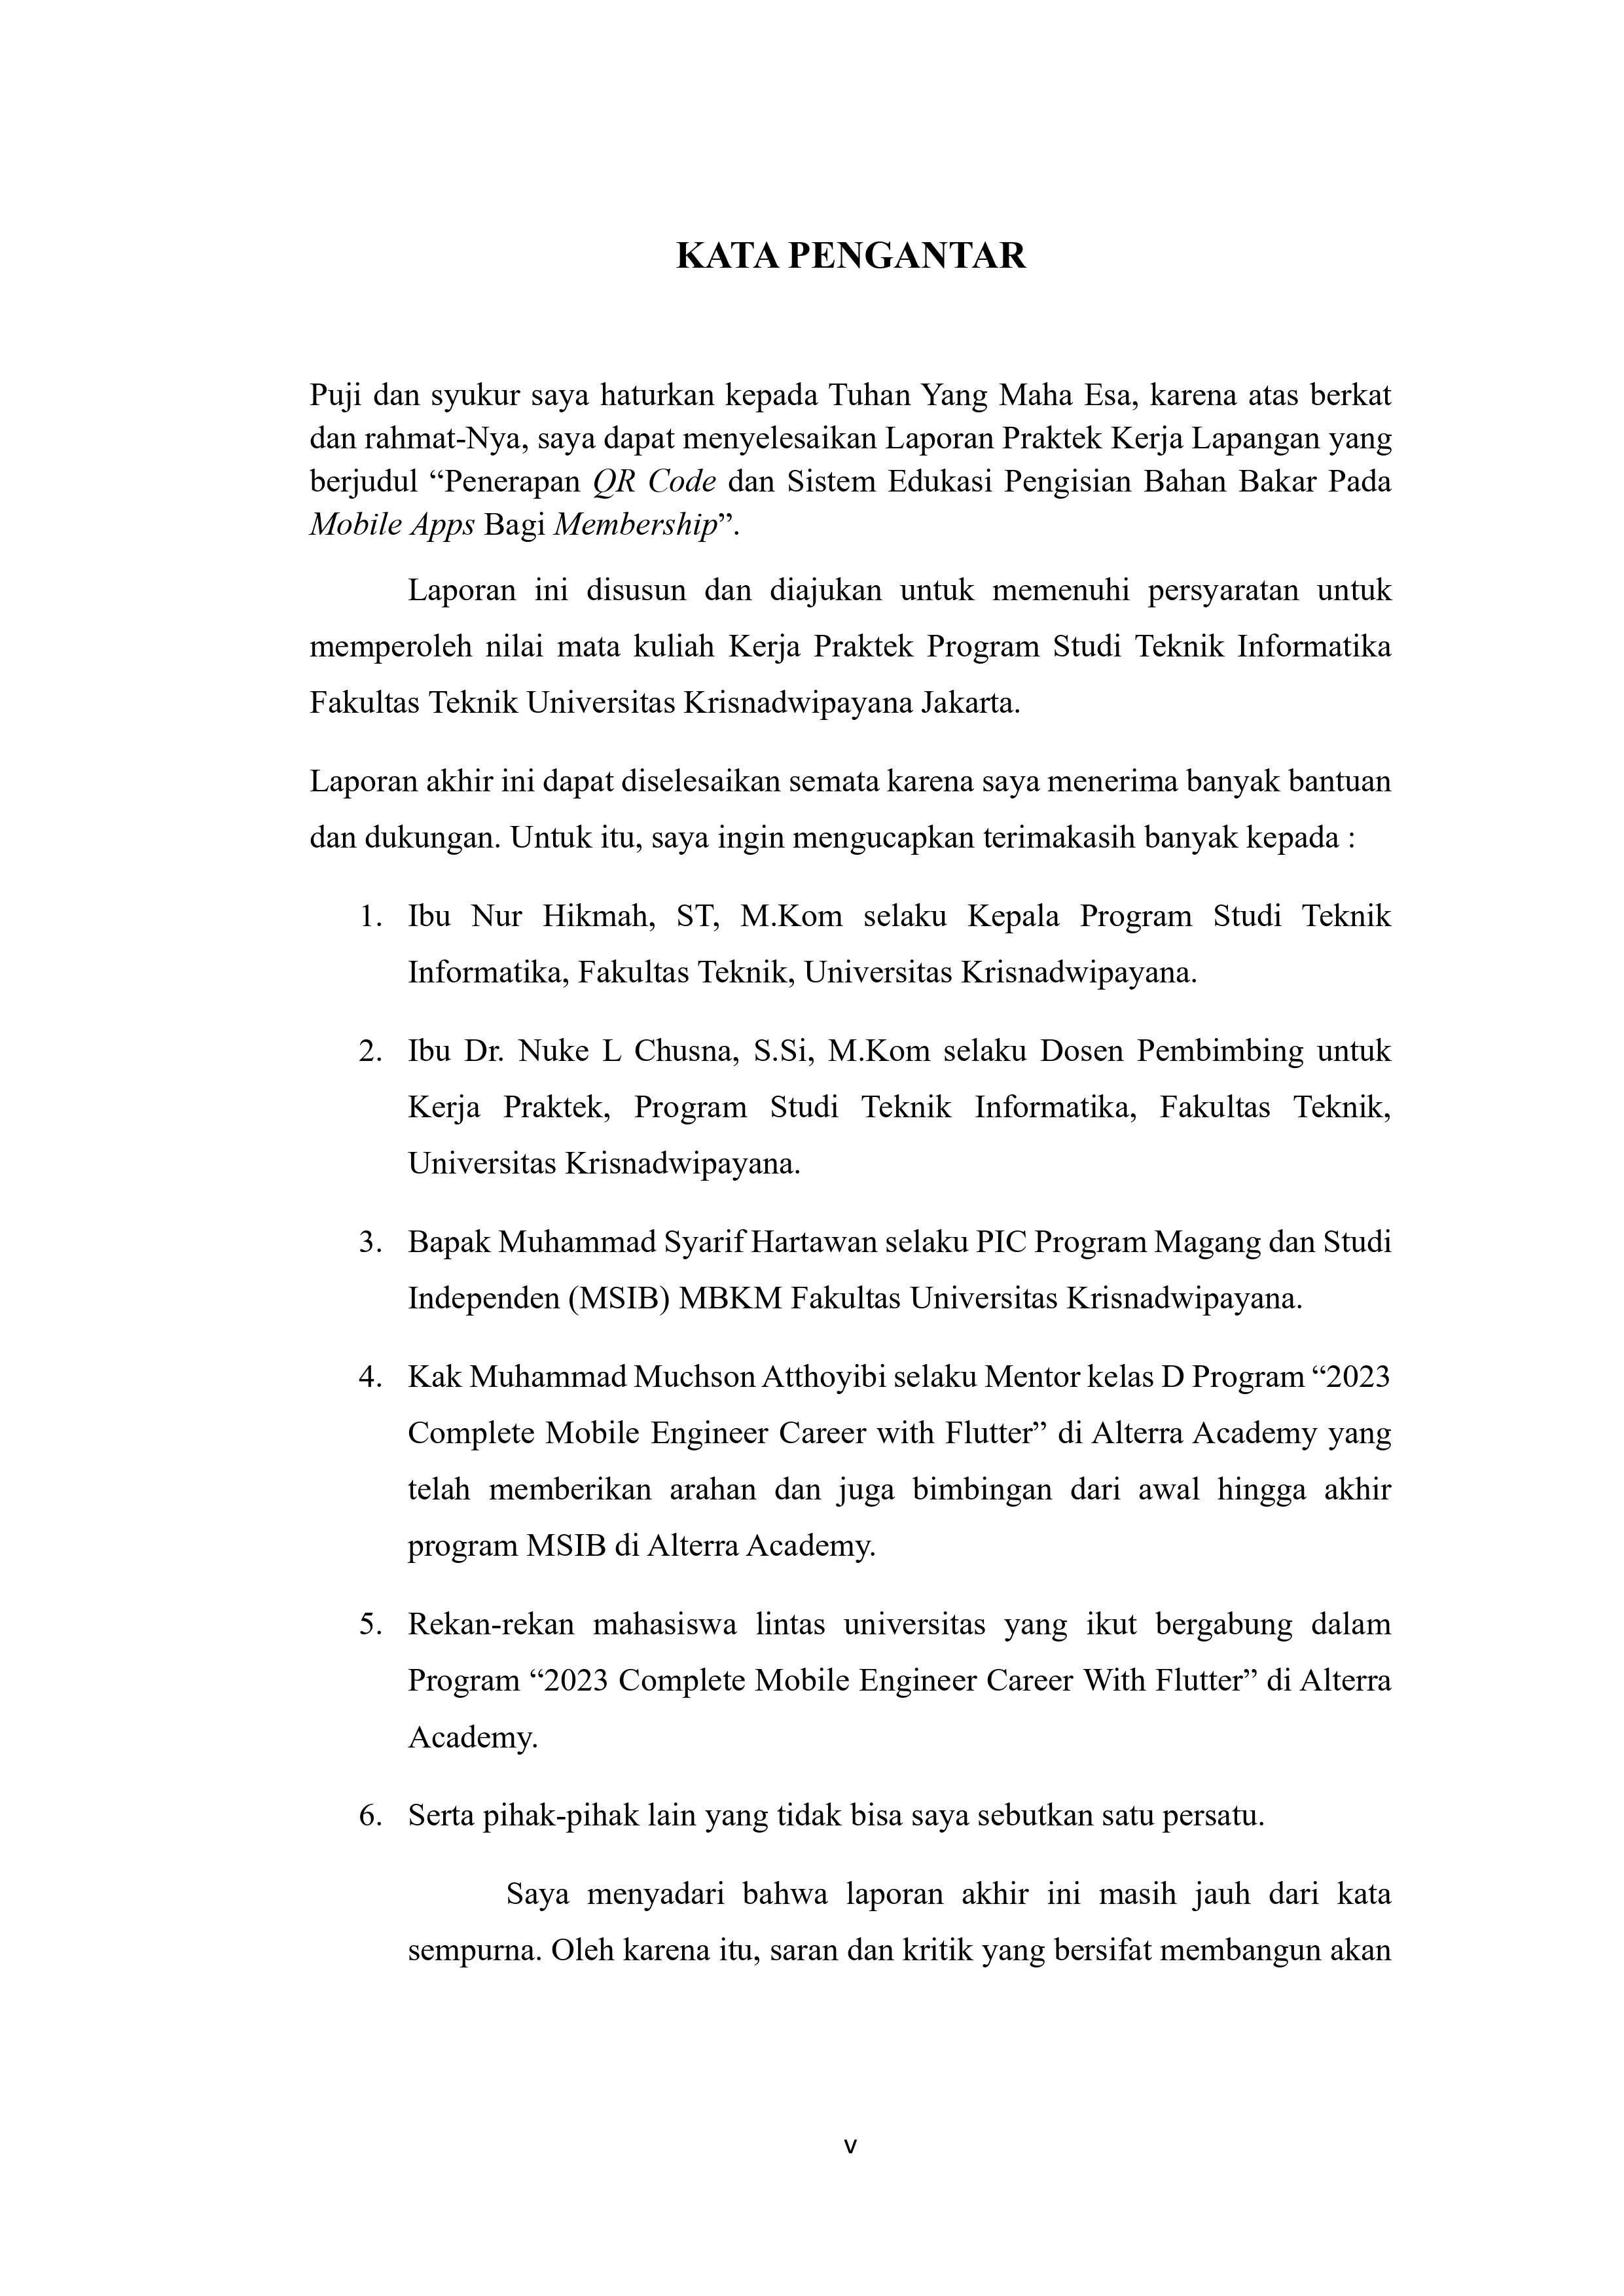 KATA PENGANTAR
Puji dan syukur saya haturkan kepada Tuhan Yang Maha Esa, karena atas berkat
dan rahmat-Nya, saya dapat menyelesaikan Laporan Praktek Kerja Lapangan yang
berjudul “Penerapan QR Code dan Sistem Edukasi Pengisian Bahan Bakar Pada
Mobile Apps Bagi Membership”.
Laporan ini disusun dan diajukan untuk memenuhi persyaratan untuk
memperoleh nilai mata kuliah Kerja Praktek Program Studi Teknik Informatika
Fakultas Teknik Universitas Krisnadwipayana Jakarta.
Laporan akhir ini dapat diselesaikan semata karena saya menerima banyak bantuan
dan dukungan. Untuk itu, saya ingin mengucapkan terimakasih banyak kepada :
1. Ibu Nur Hikmah, ST, M.Kom selaku Kepala Program Studi Teknik
Informatika, Fakultas Teknik, Universitas Krisnadwipayana.
2. Ibu Dr. Nuke L Chusna, S.Si, M.Kom selaku Dosen Pembimbing untuk
Kerja Praktek, Program Studi Teknik Informatika, Fakultas Teknik,
Universitas Krisnadwipayana.
3. Bapak Muhammad Syarif Hartawan selaku PIC Program Magang dan Studi
Independen (MSIB) MBKM Fakultas Universitas Krisnadwipayana.
4. Kak Muhammad Muchson Atthoyibi selaku Mentor kelas D Program “2023
Complete Mobile Engineer Career with Flutter” di Alterra Academy yang
telah memberikan arahan dan juga bimbingan dari awal hingga akhir
program MSIB di Alterra Academy.
5. Rekan-rekan mahasiswa lintas universitas yang ikut bergabung dalam
Program “2023 Complete Mobile Engineer Career With Flutter” di Alterra
Academy.
6. Serta pihak-pihak lain yang tidak bisa saya sebutkan satu persatu.
Saya menyadari bahwa laporan akhir ini masih jauh dari kata
sempurna. Oleh karena itu, saran dan kritik yang bersifat membangun akan
v